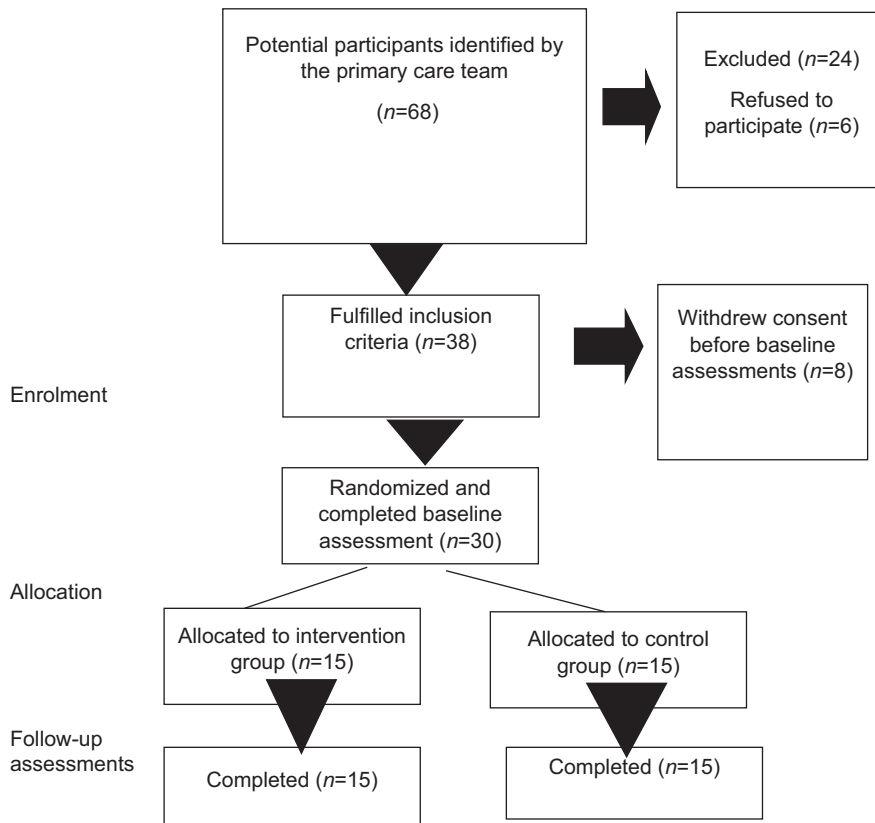 Potential participants identified by
the primary care team
(n=68)
Excluded (n=24)
Refused to
participate (n=6)
Fulfilled inclusion
criteria (n=38)
Withdrew consent
before baseline
assessments (n=8)
Enrolment
Randomized and
completed baseline
assessment (n=30)
Allocation
Allocated to intervention
group (n=15)
Allocated to control
group (n=15)
Follow-up
assessments
Completed (n=15)
Completed (n=15)